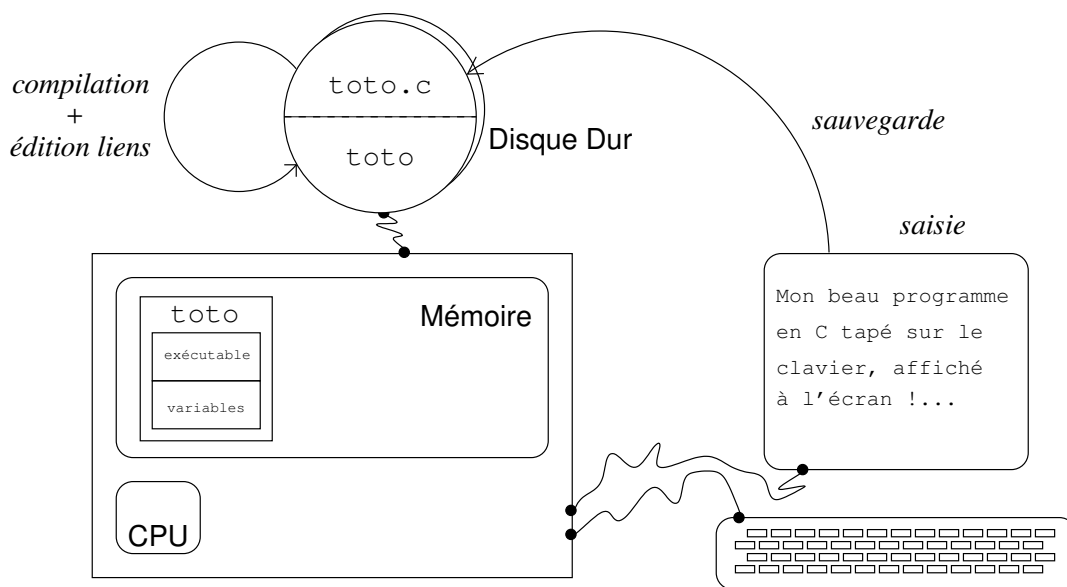 compilation
+
édition liens
toto.c
toto
Disque Dur
sauvegarde
saisie
Mon beau programme
en C tapé sur le
clavier, affiché
à l'écran !...
toto
exécutable
variables
Mémoire
CPU